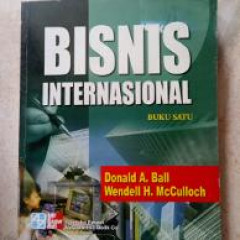 BISNIS
INTERNASIONAL
BUKU SATU
Donald A. Ball
Wendell H. McCulloch